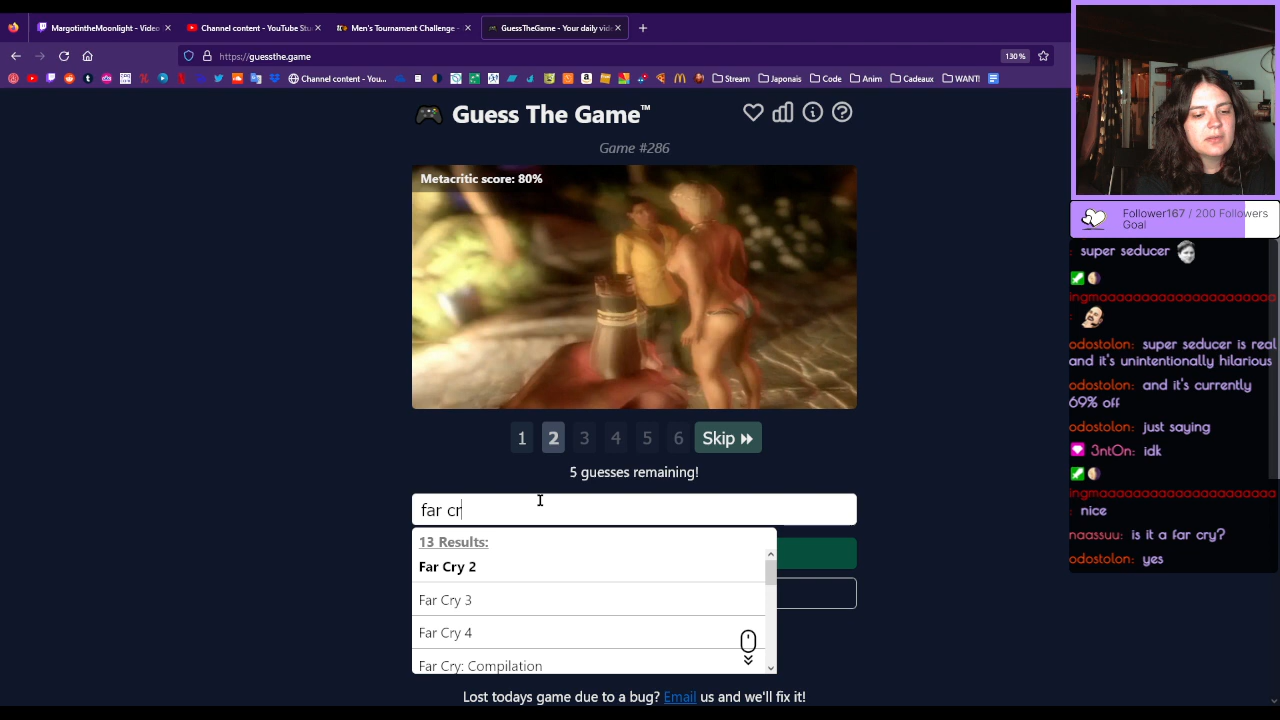 MargotintheMoonlight - Video
Channel content - YouTube Stu
Men's Tournament Challenge -
GuessTheGame - Your daily vid
https://guessthe.game
130%
Channel content - You...
Stream
Japonais
Code
Anim
Cadeaux
WANT!
Guess The Game™
Game #286
Metacritic score: 80%
1
2
3
4
5
6
Skip
5 guesses remaining!
far cr
13 Results:
Far Cry 2
Far Cry 3
Far Cry 4
Far Cry: Compilation
Lost todays game due to a bug? Email us and we'll fix it!
Follower167 / 200 Followers
Goal
: super seducer
ingmaaaaaaaaaaaaaaaaaaaa
:
odostolon: super seducer is real
and it's unintentionally hilarious
odostolon: and it's currently
69% off
odostolon: just saying
3nt0n: idk
ingmaaaaaaaaaaaaaaaaaaaa
: nice
naassuu: is it a far cry?
odostolon: yes